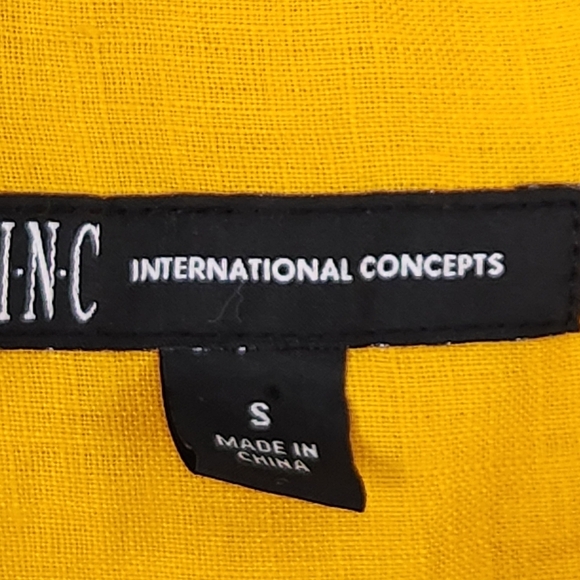 I·N·C INTERNATIONAL CONCEPTS
S
MADE IN
CHINA